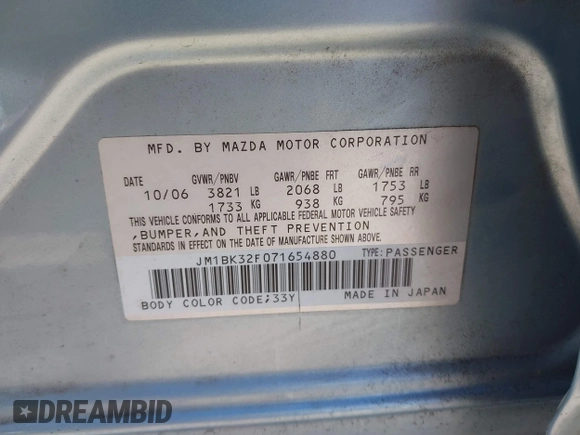 MFD. BY MAZDA MOTOR CORPORATION
DATE GVWR/PNBV GAWR/PNBE FRT GAWR/PNBE RR
10/06 3821 LB 2068 LB 1753 LB
1733 KG 938 KG 795 KG
THIS VEHICLE CONFORMS TO ALL APPLICABLE FEDERAL MOTOR VEHICLE SAFETY
,BUMPER,AND THEFT PREVENTION
STANDARDS IN EFFECT ON THE DATE OF MANUFACTURE SHOWN ABOVE.
JM1BK32F071654880 TYPE:PASSENGER
BODY COLOR CODE;33Y MADE IN JAPAN
DREAMBID